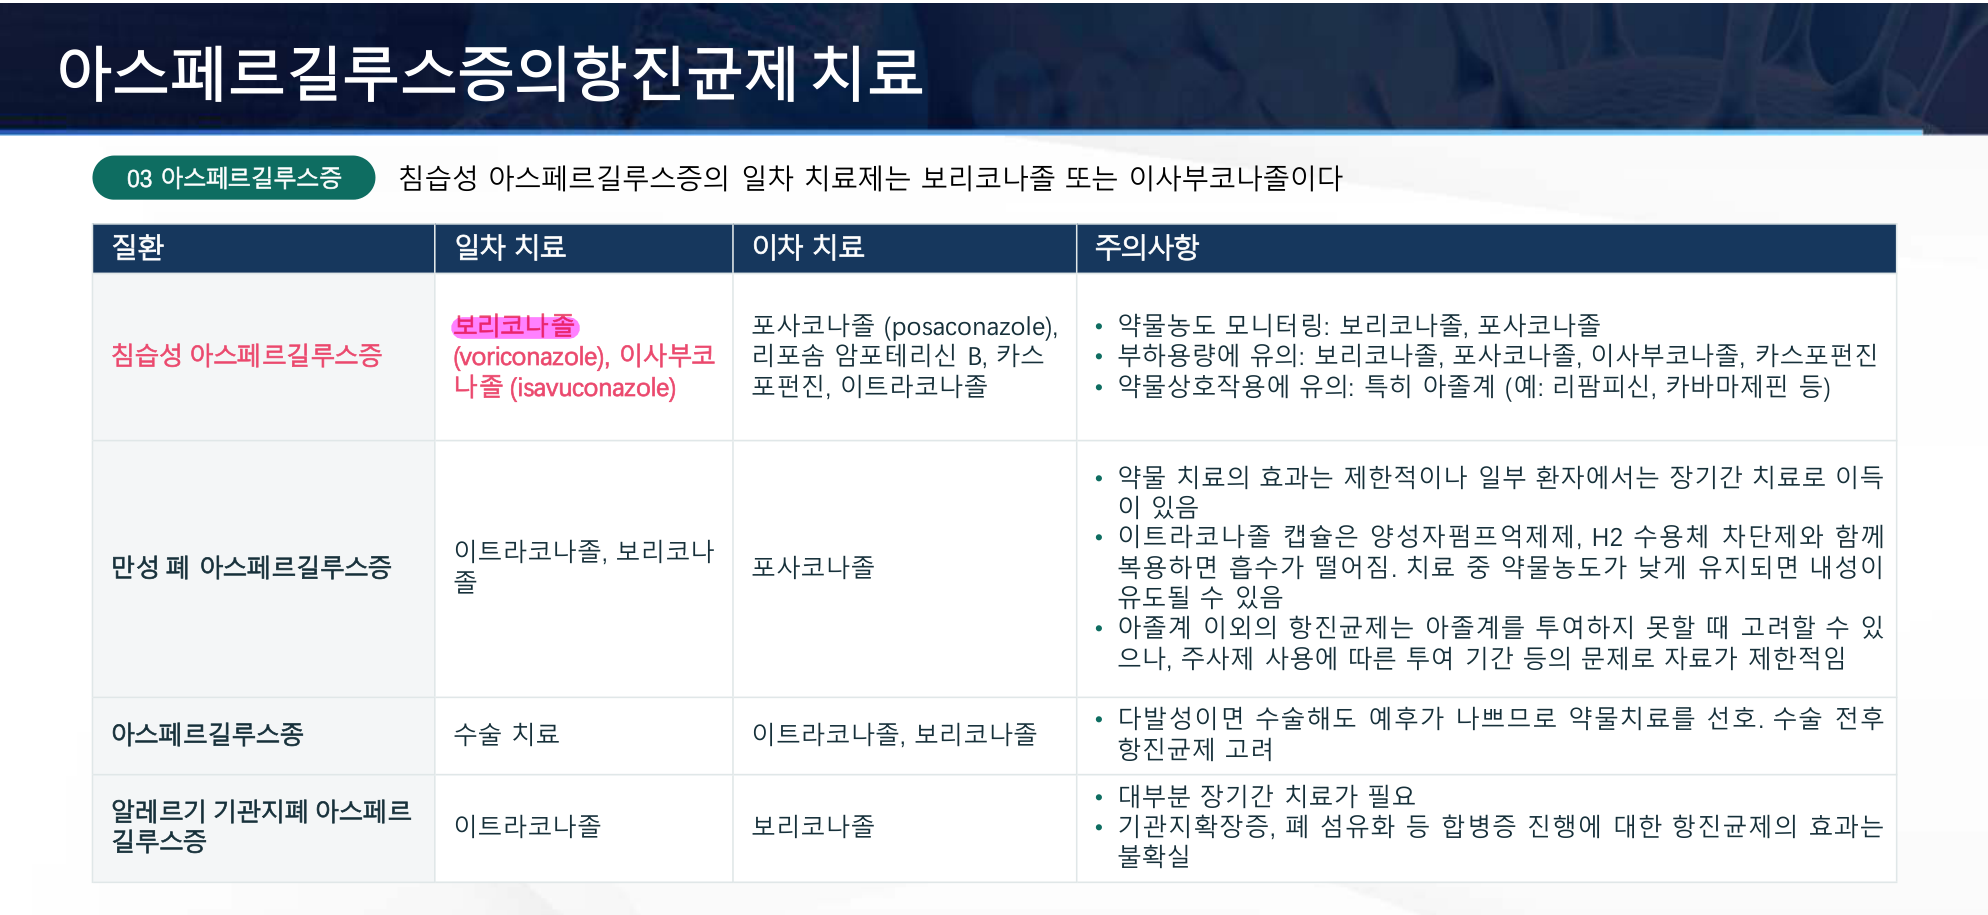 아스페르길루스증의항진균제 치료
03 아스페르길루스증
침습성 아스페르길루스증의 일차 치료제는 보리코나졸 또는 이사부코나졸이다
질환
일차 치료
이차 치료
주의사항
침습성 아스페르길루스증
보리코나졸
(voriconazole), 이사부코
나졸 (isavuconazole)
포사코나졸 (posaconazole),
리포솜 암포테리신 B, 카스
포펀진, 이트라코나졸
• 약물농도 모니터링: 보리코나졸, 포사코나졸
• 부하용량에 유의: 보리코나졸, 포사코나졸, 이사부코나졸, 카스포펀진
• 약물상호작용에 유의: 특히 아졸계 (예: 리팜피신, 카바마제핀 등)
만성 폐 아스페르길루스증
이트라코나졸, 보리코나
졸
포사코나졸
• 약물 치료의 효과는 제한적이나 일부 환자에서는 장기간 치료로 이득
이 있음
• 이트라코나졸 캡슐은 양성자펌프억제제, H2 수용체 차단제와 함께
복용하면 흡수가 떨어짐. 치료 중 약물농도가 낮게 유지되면 내성이
유도될 수 있음
• 아졸계 이외의 항진균제는 아졸계를 투여하지 못할 때 고려할 수 있
으나, 주사제 사용에 따른 투여 기간 등의 문제로 자료가 제한적임
아스페르길루스종
수술 치료
이트라코나졸, 보리코나졸
• 다발성이면 수술해도 예후가 나쁘므로 약물치료를 선호. 수술 전후
항진균제 고려
알레르기 기관지폐 아스페르
길루스증
이트라코나졸
보리코나졸
• 대부분 장기간 치료가 필요
• 기관지확장증, 폐 섬유화 등 합병증 진행에 대한 항진균제의 효과는
불확실